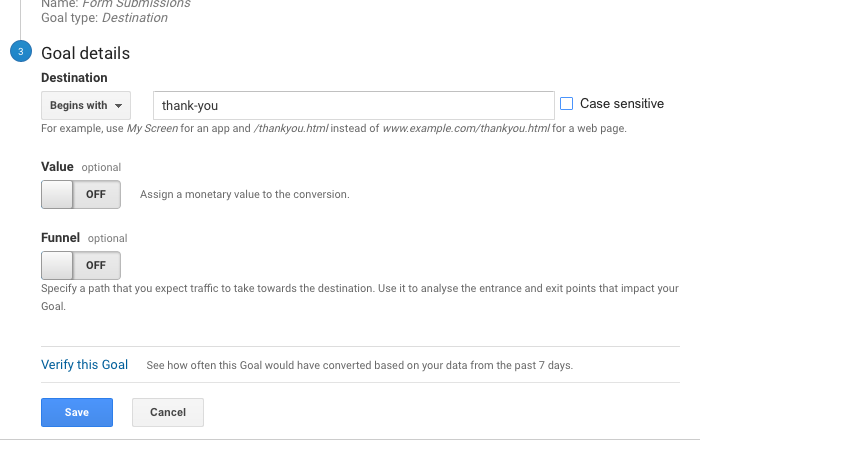 Name: Form Submissions
Goal type: Destination
3 Goal details
Destination
Begins with thank-you Case sensitive
For example, use My Screen for an app and /thankyou.html instead of www.example.com/thankyou.html for a web page.
Value optional
OFF Assign a monetary value to the conversion.
Funnel optional
OFF
Specify a path that you expect traffic to take towards the destination. Use it to analyse the entrance and exit points that impact your
Goal.
Verify this Goal See how often this Goal would have converted based on your data from the past 7 days.
Save Cancel